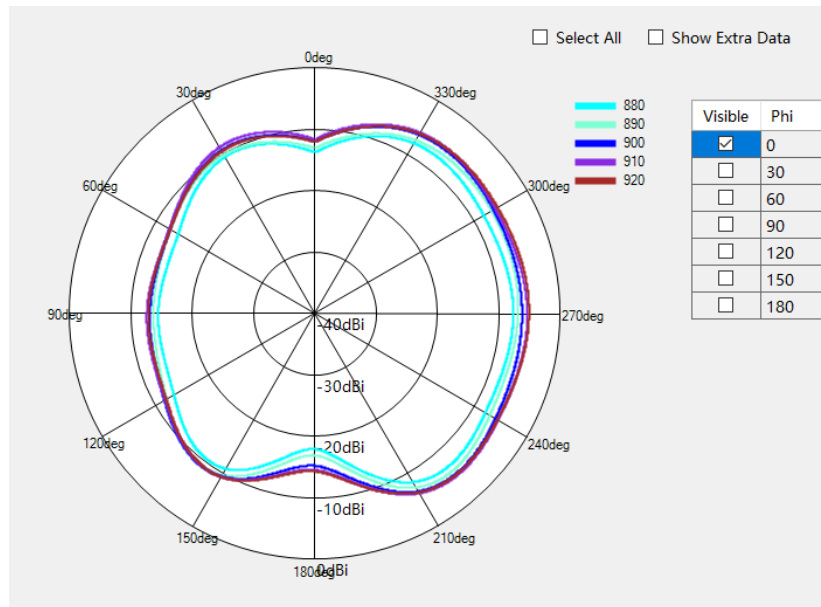 Select All
Show Extra Data
0deg
30deg
330deg
880
890
900
910
920
Visible Phi
0
30
60
90
120
150
180
60deg
300deg
90deg
270deg
-40dBi
-30dBi
120deg
240deg
-20dBi
-10dBi
150deg
210deg
180deg
0dBi